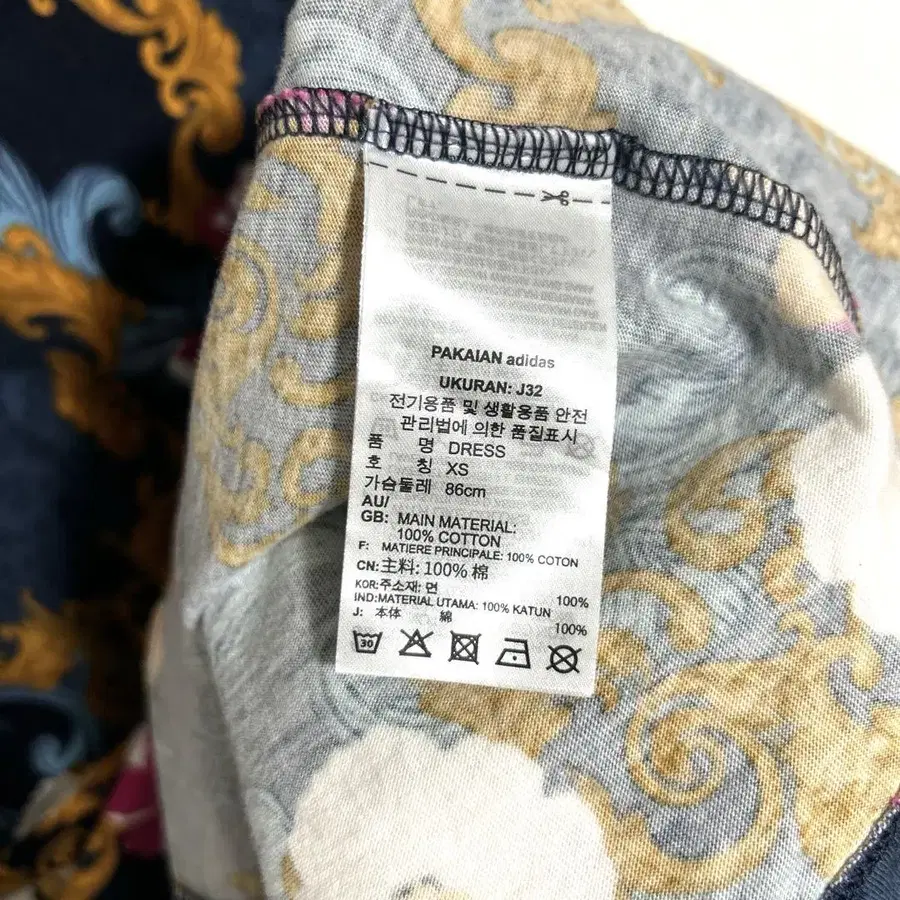 PAKAIAN adidas
UKURAN: J32
전기용품 및 생활용품 안전
관리법에 의한 품질표시
품 명 DRESS
호 칭 XS
가슴둘레 86cm
AU/
GB: MAIN MATERIAL:
100% COTTON
F: MATIERE PRINCIPALE: 100% COTON
CN:主料: 100% 棉
KOR:주소재: 면 100%
IND:MATERIAL UTAMA: 100% KATUN
J: 本体 綿 100%
30